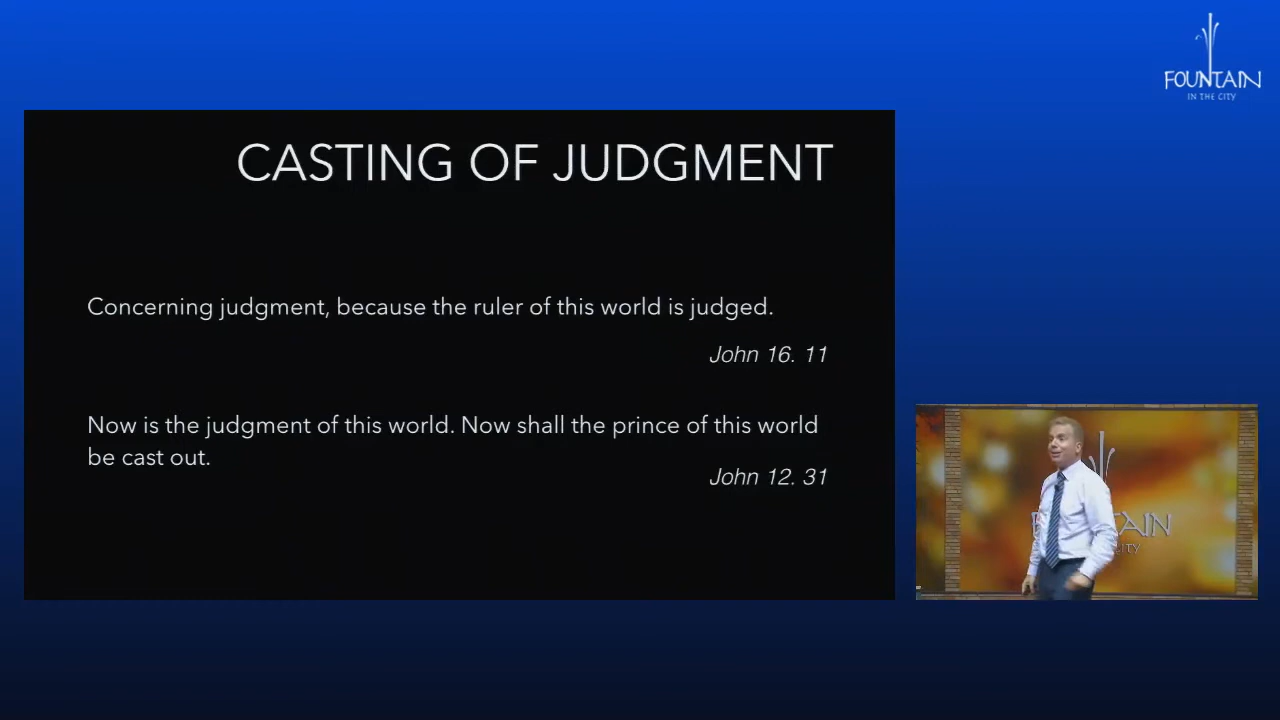 FOUNTAIN
IN THE CITY
CASTING OF JUDGMENT
Concerning judgment, because the ruler of this world is judged.
John 16. 11
Now is the judgment of this world. Now shall the prince of this world
be cast out.
John 12. 31
TAIN
CITY